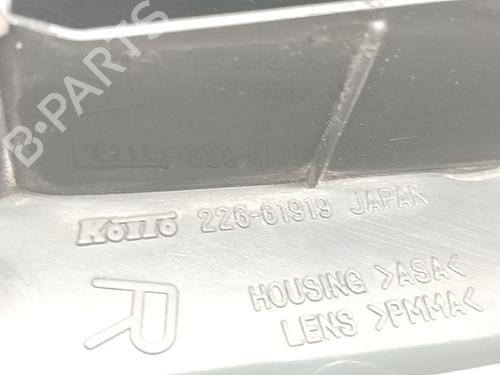 B-PARTS
KOITO 226-61919 JAPAN
R
HOUSING >ASA<
LENS >PMMA<